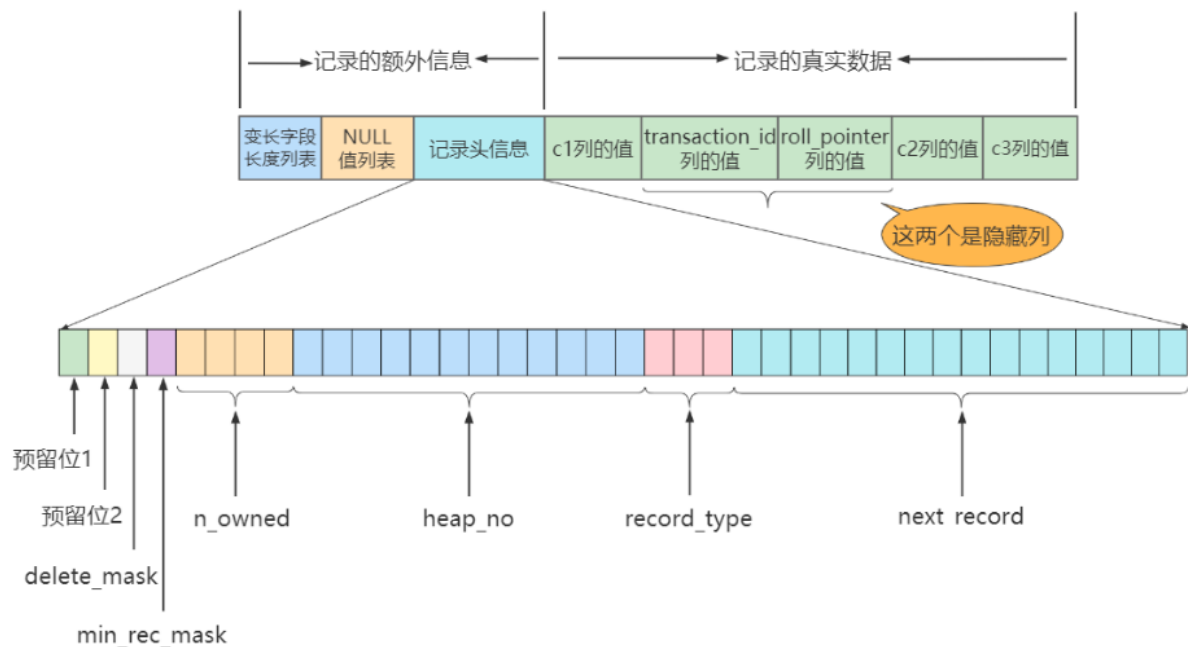 记录的额外信息
记录的真实数据
变长字段
长度列表
NULL
值列表
记录头信息
c1列的值
transaction_id
列的值
roll_pointer
列的值
c2列的值
c3列的值
这两个是隐藏列
预留位1
预留位2
delete_mask
min_rec_mask
n_owned
heap_no
record_type
next record